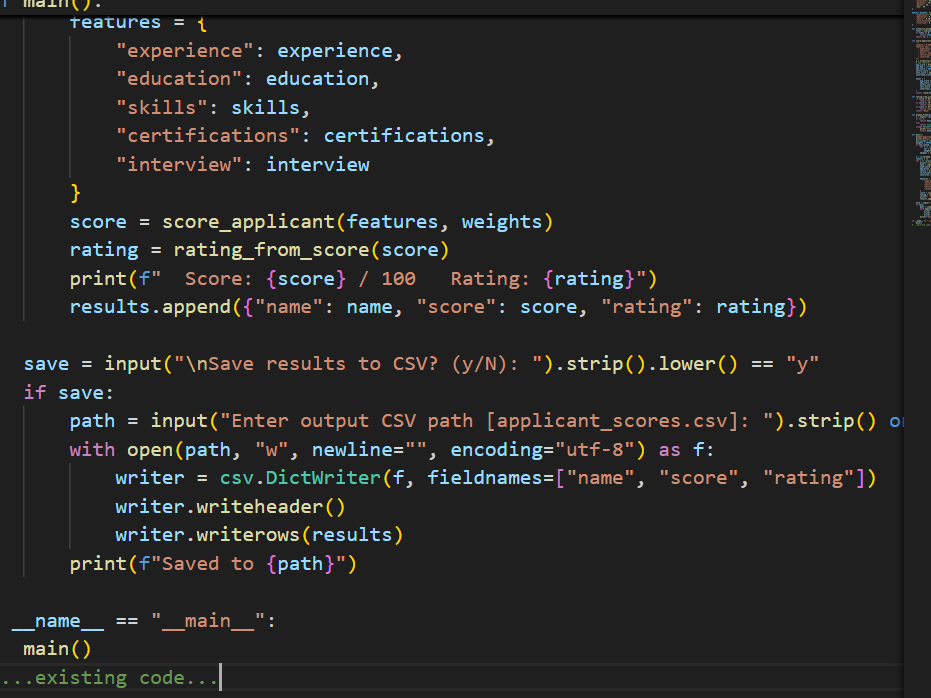 main():
features = {
"experience": experience,
"education": education,
"skills": skills,
"certifications": certifications,
"interview": interview
}
score = score_applicant(features, weights)
rating = rating_from_score(score)
print(f"  Score: {score} / 100   Rating: {rating}")
results.append({"name": name, "score": score, "rating": rating})
save = input("\nSave results to CSV? (y/N): ").strip().lower() == "y"
if save:
path = input("Enter output CSV path [applicant_scores.csv]: ").strip() or
with open(path, "w", newline="", encoding="utf-8") as f:
writer = csv.DictWriter(f, fieldnames=["name", "score", "rating"])
writer.writeheader()
writer.writerows(results)
print(f"Saved to {path}")
__name__ == "__main__":
main()
...existing code...